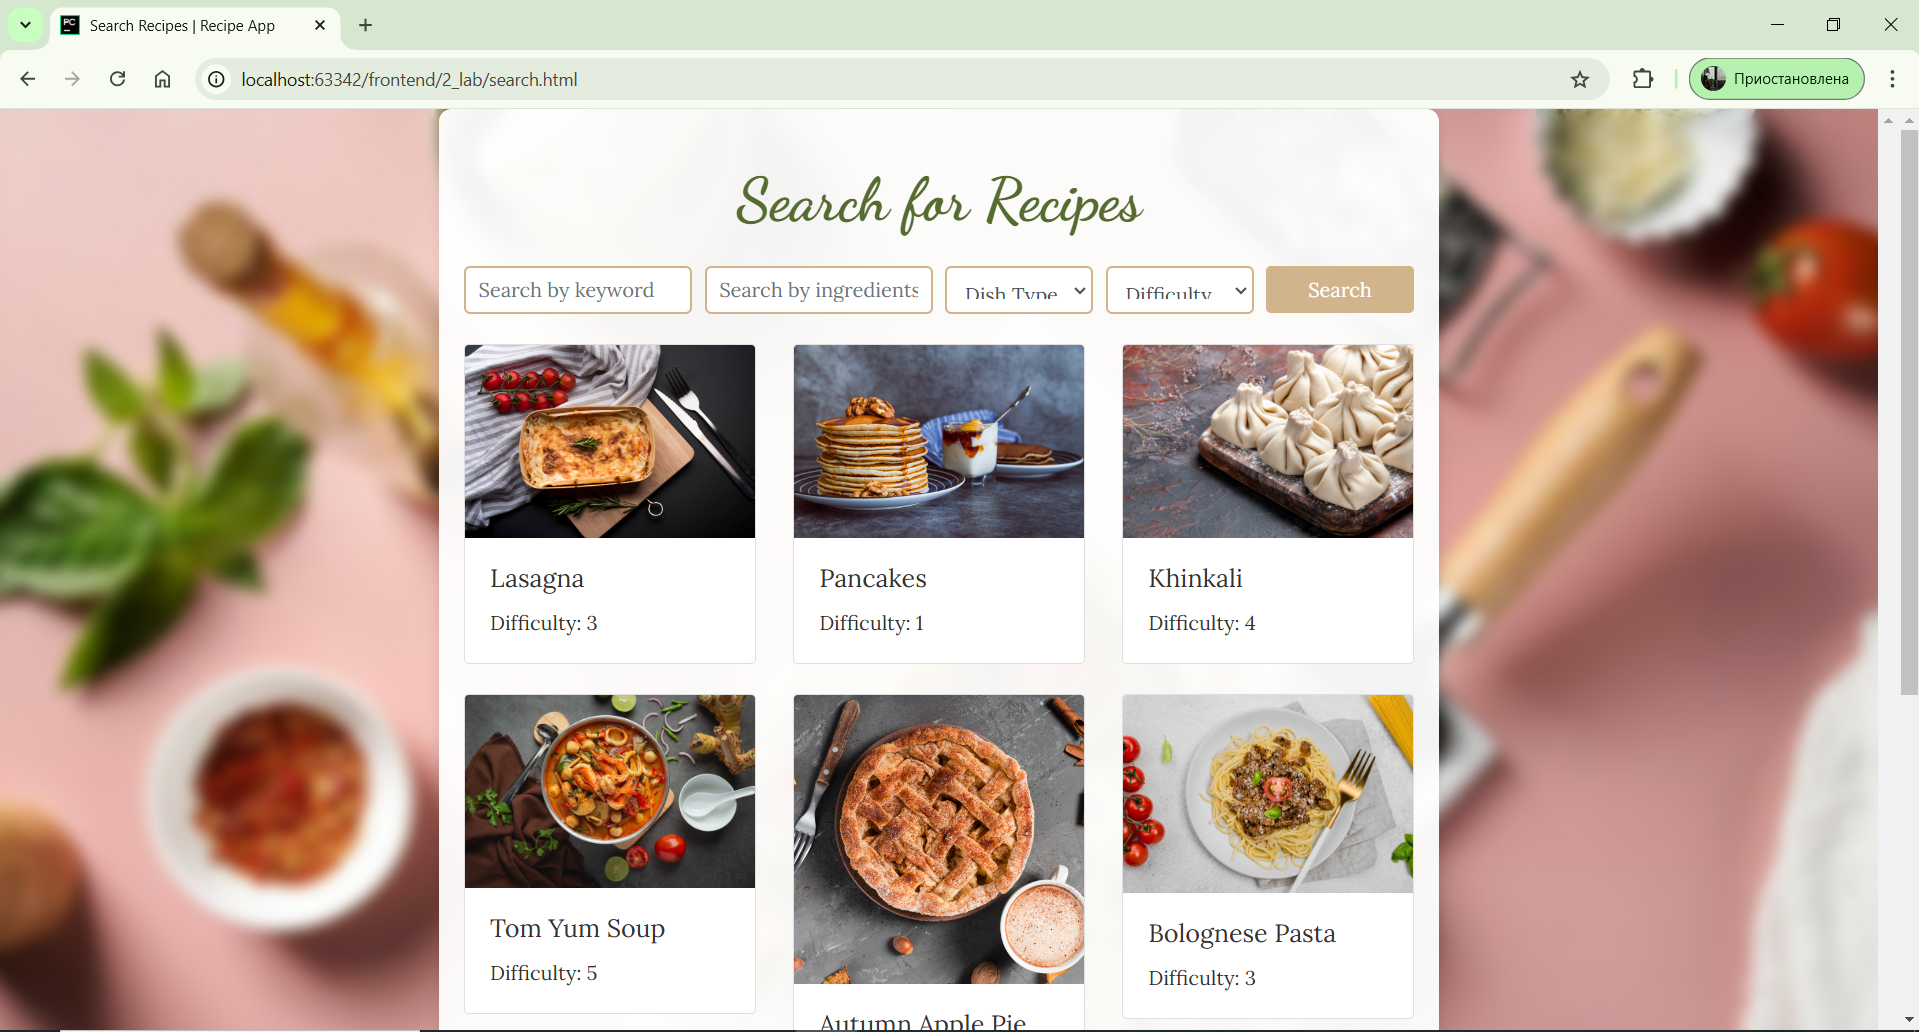 Search Recipes | Recipe App
localhost:63342/frontend/2_lab/search.html
Приостановлена
Search for Recipes
Search by keyword
Search by ingredients
Dish Type
Difficulty
Search
Lasagna
Difficulty: 3
Pancakes
Difficulty: 1
Khinkali
Difficulty: 4
Tom Yum Soup
Difficulty: 5
Autumn Apple Pie
Bolognese Pasta
Difficulty: 3